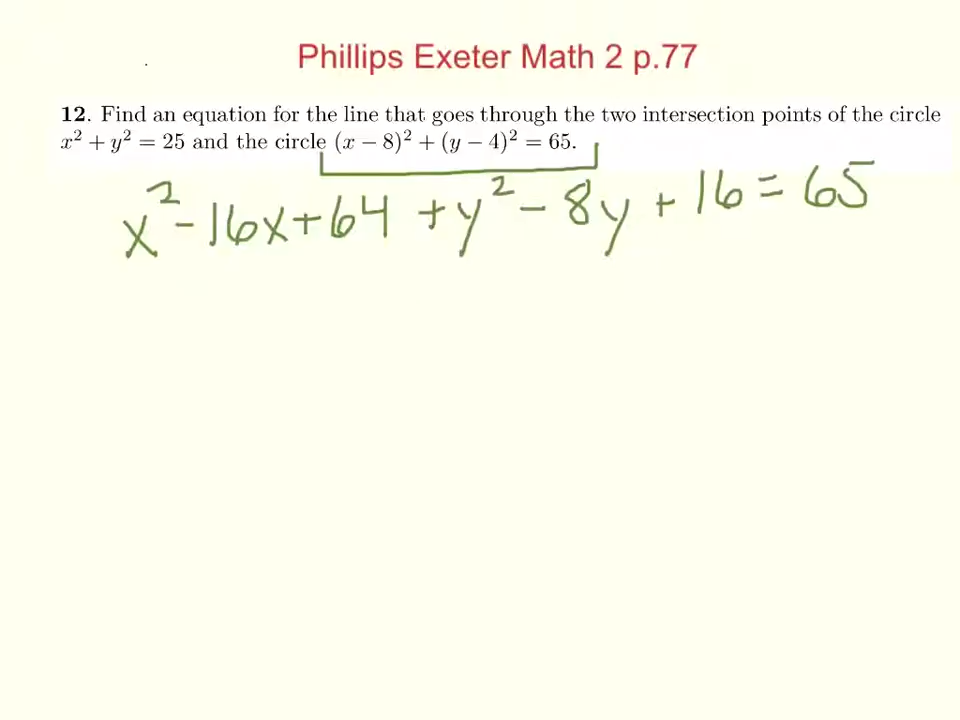 Phillips Exeter Math 2 p.77
12. Find an equation for the line that goes through the two intersection points of the circle
x² + y² = 25 and the circle (x − 8)² + (y − 4)² = 65.
x² - 16x + 64 + y² - 8y + 16 = 65